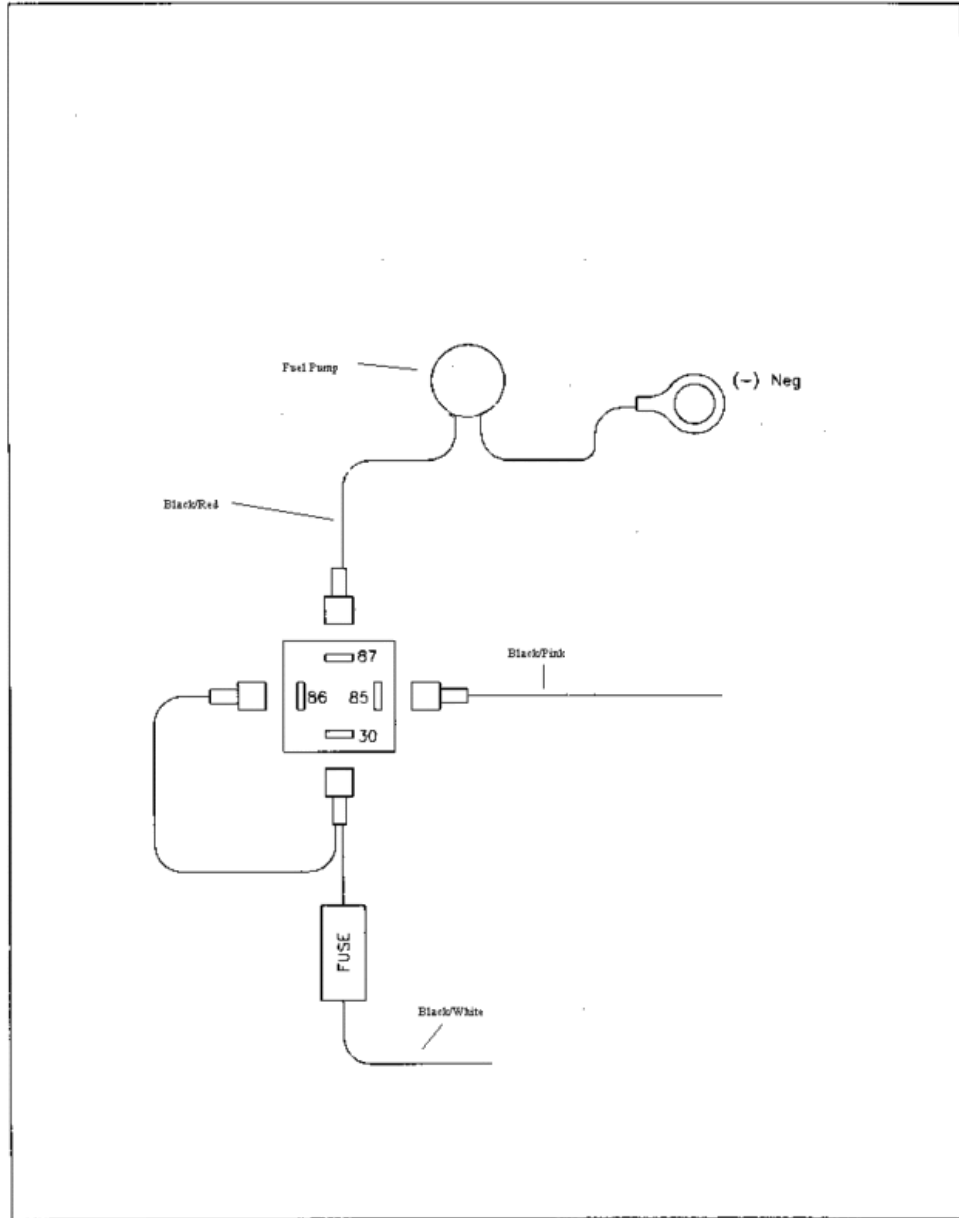 Fuel Pump
(-) Neg
Black/Red
87
Black/Pink
86
85
30
FUSE
Black/White